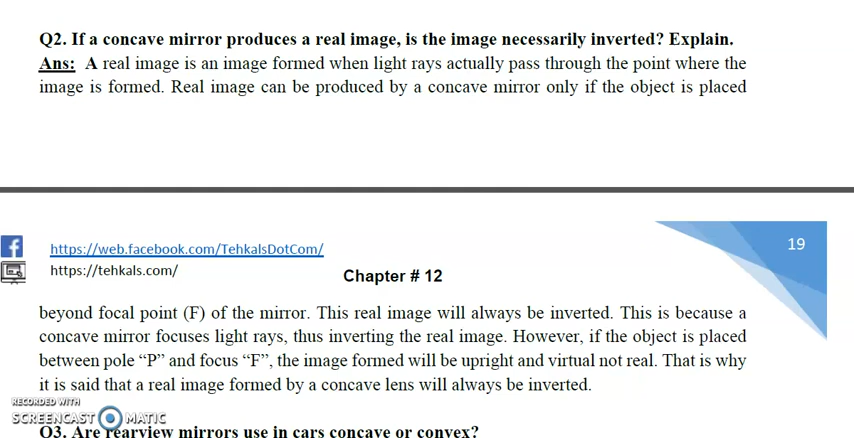 Q2. If a concave mirror produces a real image, is the image necessarily inverted? Explain.
Ans: A real image is an image formed when light rays actually pass through the point where the
image is formed. Real image can be produced by a concave mirror only if the object is placed
https://web.facebook.com/TehkalsDotCom/
19
https://tehkals.com/
Chapter # 12
beyond focal point (F) of the mirror. This real image will always be inverted. This is because a
concave mirror focuses light rays, thus inverting the real image. However, if the object is placed
between pole “P” and focus “F”, the image formed will be upright and virtual not real. That is why
it is said that a real image formed by a concave lens will always be inverted.
RECORDED WITH
SCREENCAST MATIC
Q3. Are rearview mirrors use in cars concave or convex?